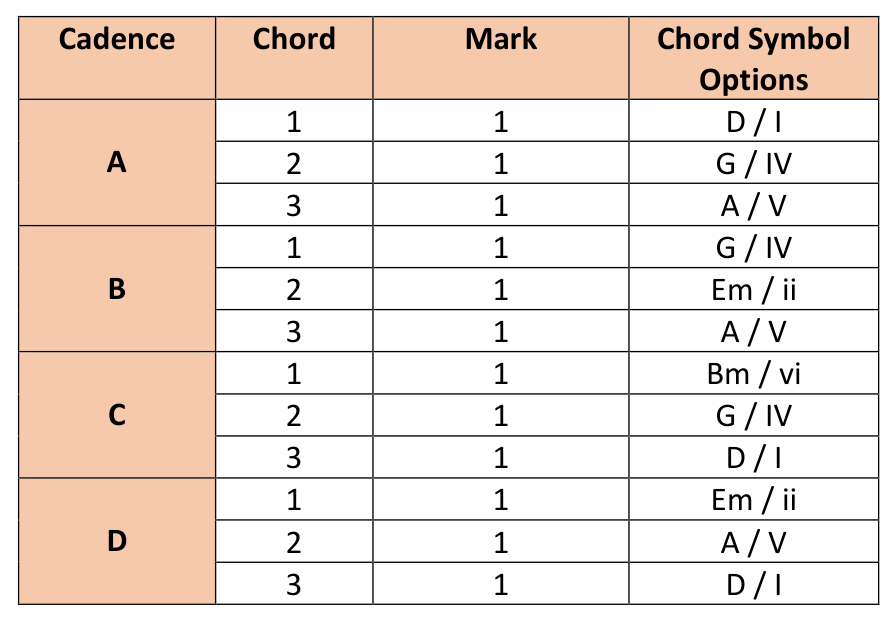 Cadence Chord Mark Chord Symbol
Options
A
1 1 D / I
2 1 G / IV
3 1 A / V
B
1 1 G / IV
2 1 Em / ii
3 1 A / V
C
1 1 Bm / vi
2 1 G / IV
3 1 D / I
D
1 1 Em / ii
2 1 A / V
3 1 D / I